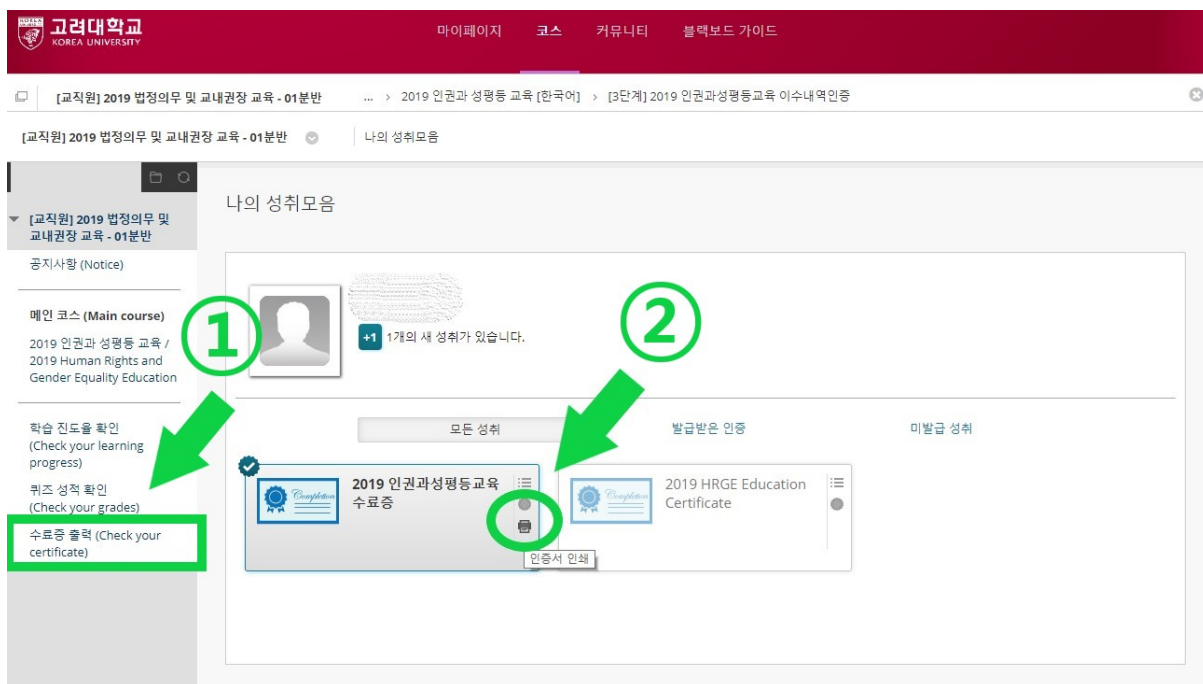 고려대학교
KOREA UNIVERSITY
마이페이지 코스 커뮤니티 블랙보드 가이드
[교직원] 2019 법정의무 및 교내권장 교육 - 01분반 ... > 2019 인권과 성평등 교육 [한국어] > [3단계] 2019 인권과성평등교육 이수내역인증
[교직원] 2019 법정의무 및 교내권장 교육 - 01분반 나의 성취모음
[교직원] 2019 법정의무 및
교내권장 교육 - 01분반
공지사항 (Notice)
메인 코스 (Main course)
2019 인권과 성평등 교육 /
2019 Human Rights and
Gender Equality Education
학습 진도율 확인
(Check your learning
progress)
퀴즈 성적 확인
(Check your grades)
수료증 출력 (Check your
certificate)
나의 성취모음
1
2
+1 1개의 새 성취가 있습니다.
모든 성취 발급받은 인증 미발급 성취
Completion
2019 인권과성평등교육
수료증
인증서 인쇄
Completion
2019 HRGE Education
Certificate